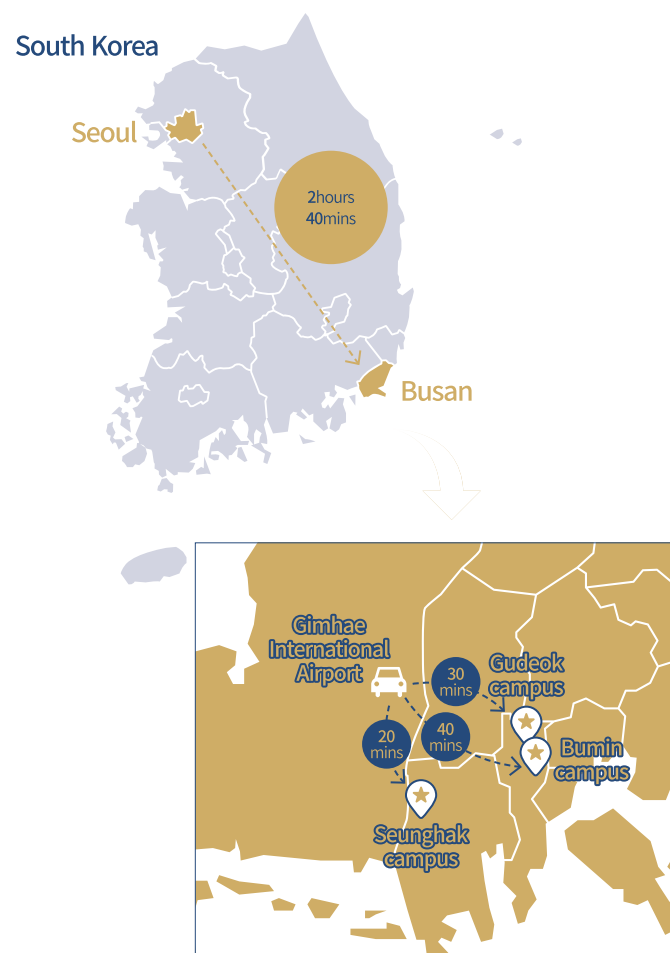 South Korea
Seoul
2hours
40mins
Busan
Gimhae
International
Airport
30
mins
Gudeok
campus
20
mins
40
mins
Bumin
campus
Seunghak
campus